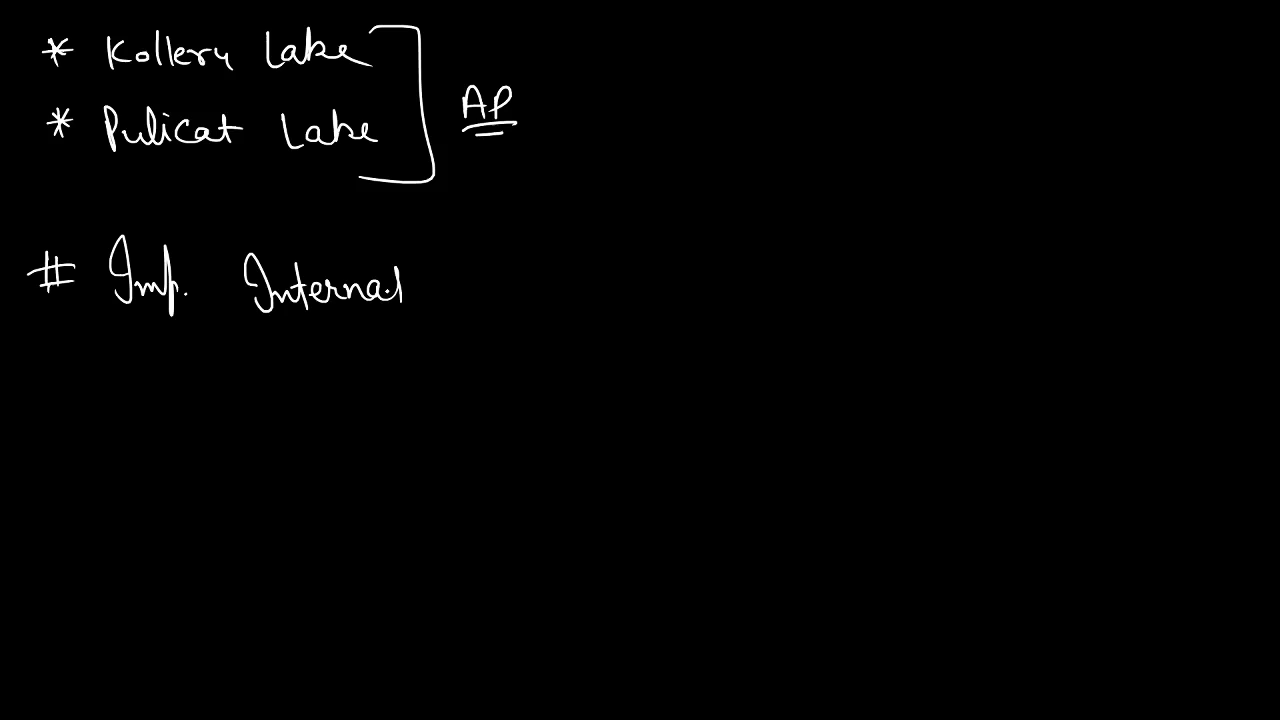 * Kolleru Lake
* Pulicat Lake
AP
# Imp. Internal